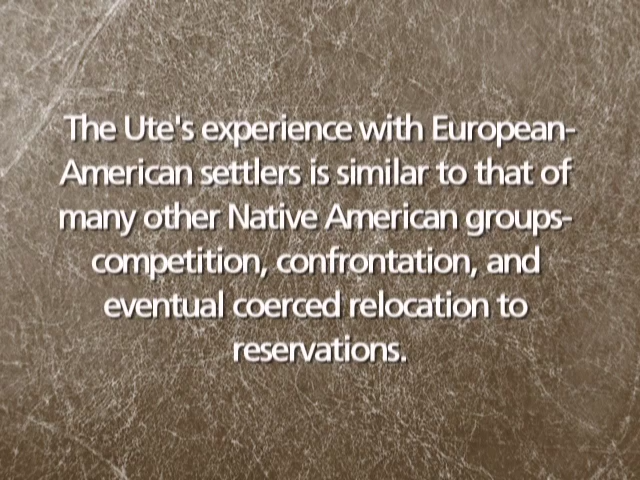 The Ute's experience with European-
American settlers is similar to that of
many other Native American groups-
competition, confrontation, and
eventual coerced relocation to
reservations.